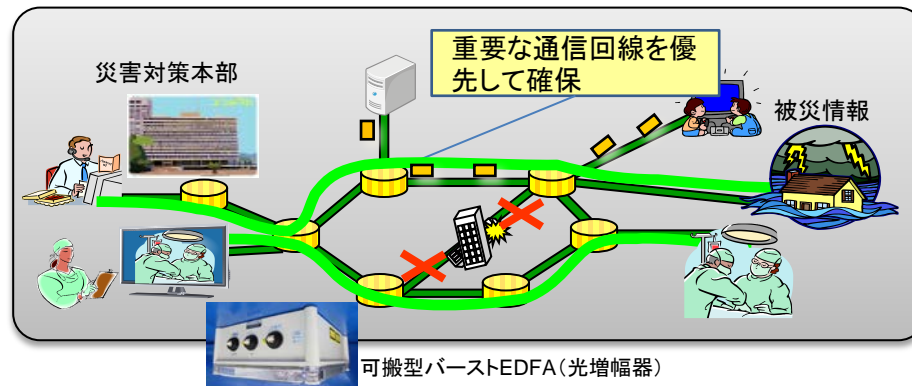 重要な通信回線を優
先して確保
災害対策本部
被災情報
可搬型バーストEDFA(光増幅器)